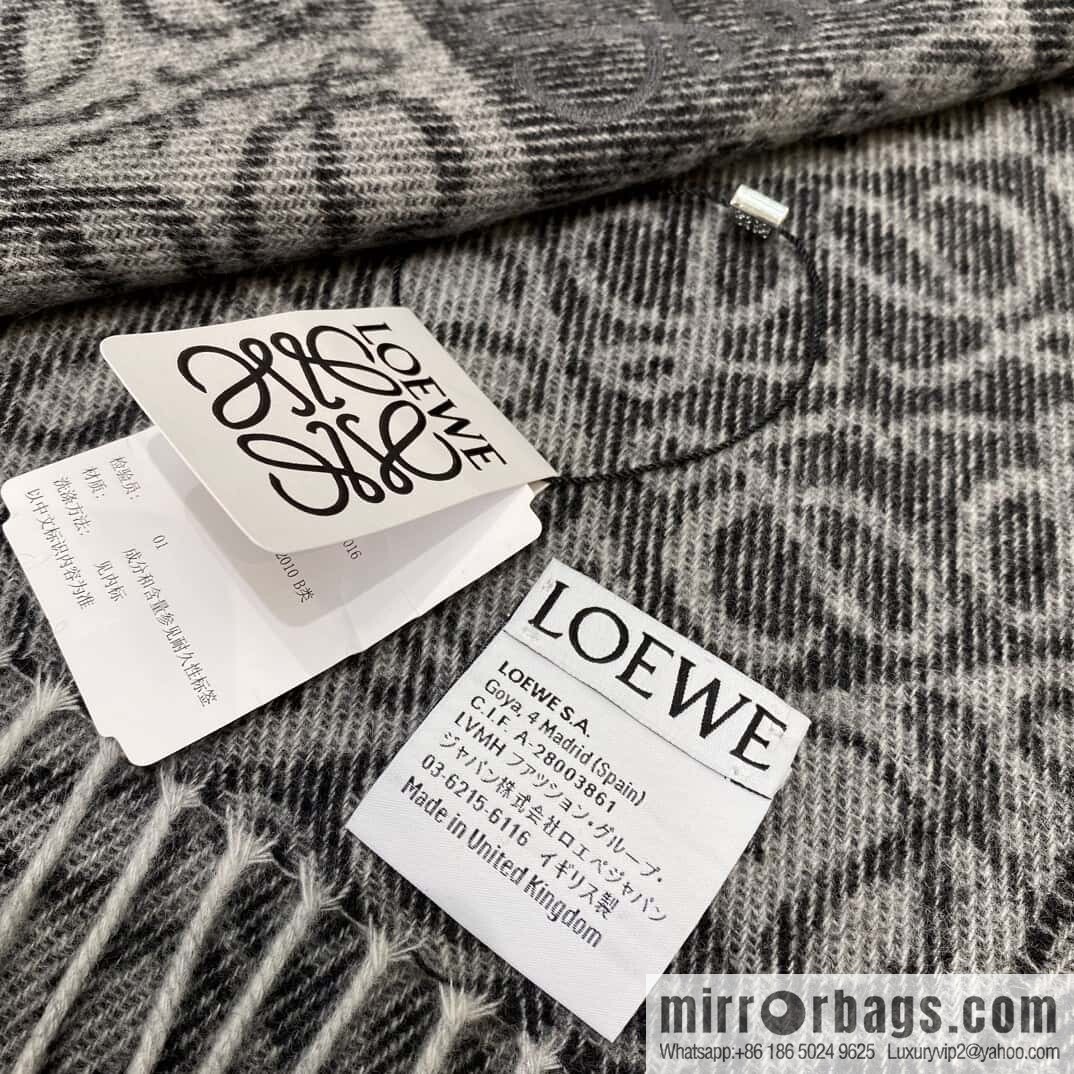 LOEWE
检验员:
材质:
01
016
洗涤方法:
成分和含量参见耐久性标签
2010 B类
以中文标识内容为准
见内标
LOEWE
LOEWE S.A.
Goya, 4 Madrid (Spain)
C.I.F. A-28003861
LVMH ファッション・グループ・
ジャパン株式会社ロエベジャパン
03-6215-6116 イギリス製
Made in United Kingdom
mirrorbags.com
Whatsapp:+86 186 5024 9625 Luxuryvip2@yahoo.com